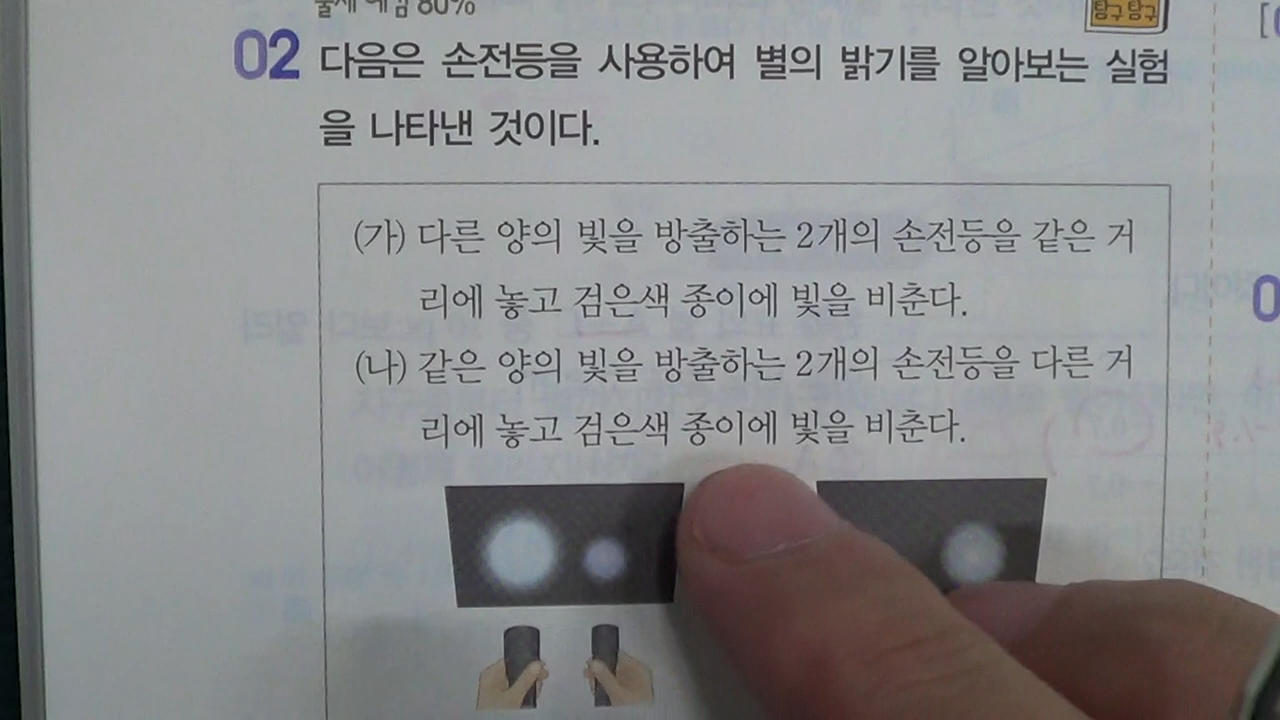 80%
탐구 탐구
02 다음은 손전등을 사용하여 별의 밝기를 알아보는 실험
을 나타낸 것이다.
(가) 다른 양의 빛을 방출하는 2개의 손전등을 같은 거
리에 놓고 검은색 종이에 빛을 비춘다.
(나) 같은 양의 빛을 방출하는 2개의 손전등을 다른 거
리에 놓고 검은색 종이에 빛을 비춘다.